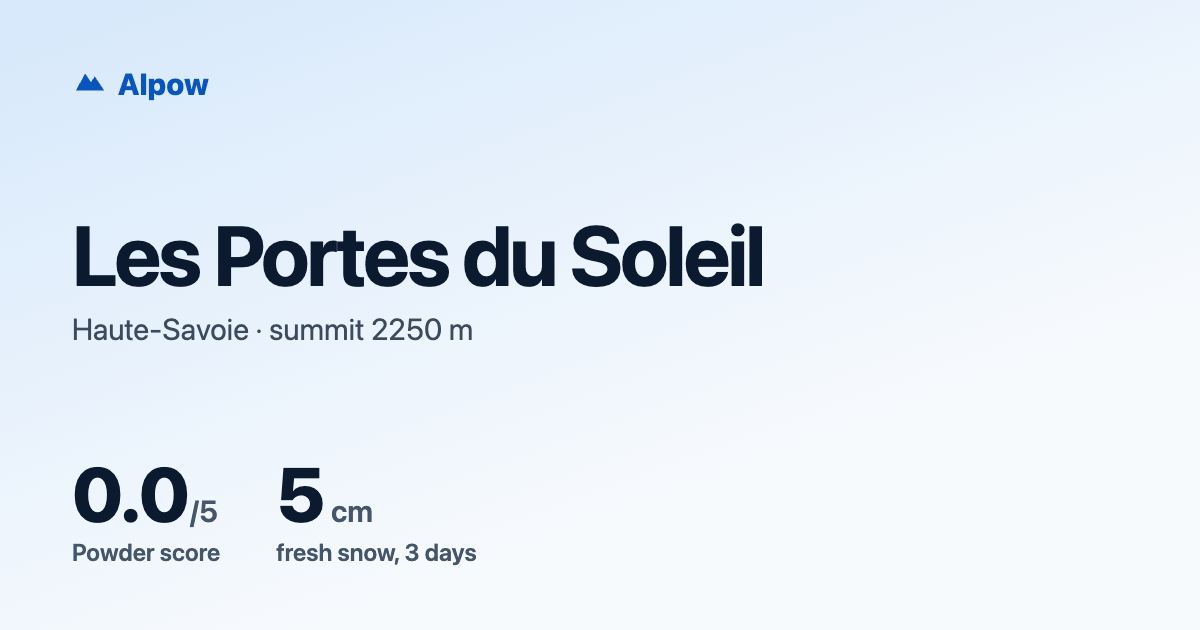 Alpow
Les Portes du Soleil
Haute-Savoie · summit 2250 m
0.0/5 5 cm
Powder score fresh snow, 3 days